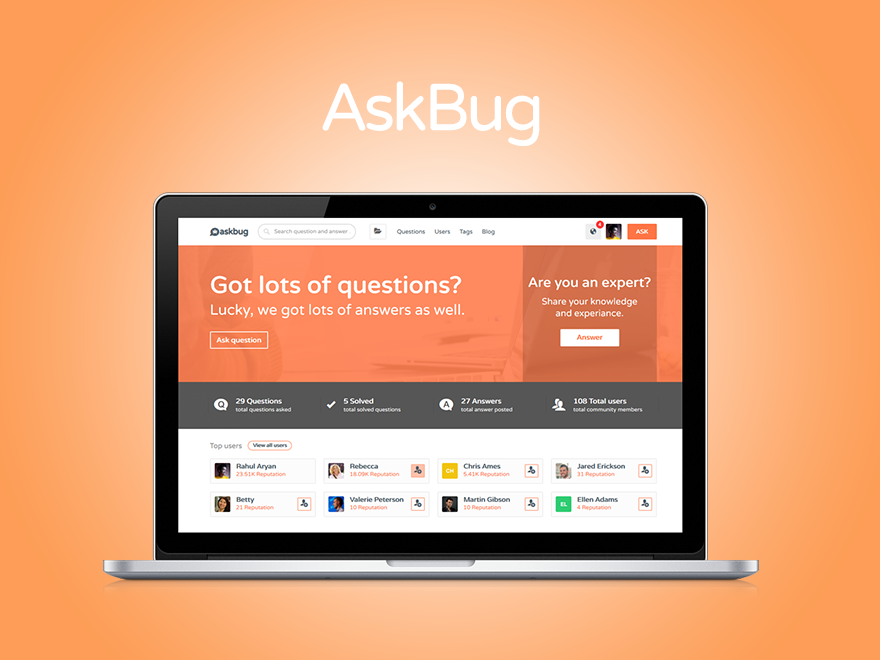 AskBug
askbug
Search question and answer
Questions
Users
Tags
Blog
4
ASK
Got lots of questions?
Lucky, we got lots of answers as well.
Ask question
Are you an expert?
Share your knowledge
and experiance.
Answer
Q
29 Questions
total questions asked
5 Solved
total solved questions
A
27 Answers
total answer posted
108 Total users
total community members
Top users
View all users
Rahul Aryan
23.51K Reputation
Rebecca
18.09K Reputation
CH
Chris Ames
5.41K Reputation
Jared Erickson
31 Reputation
Betty
21 Reputation
Valerie Peterson
10 Reputation
Martin Gibson
10 Reputation
EL
Ellen Adams
4 Reputation